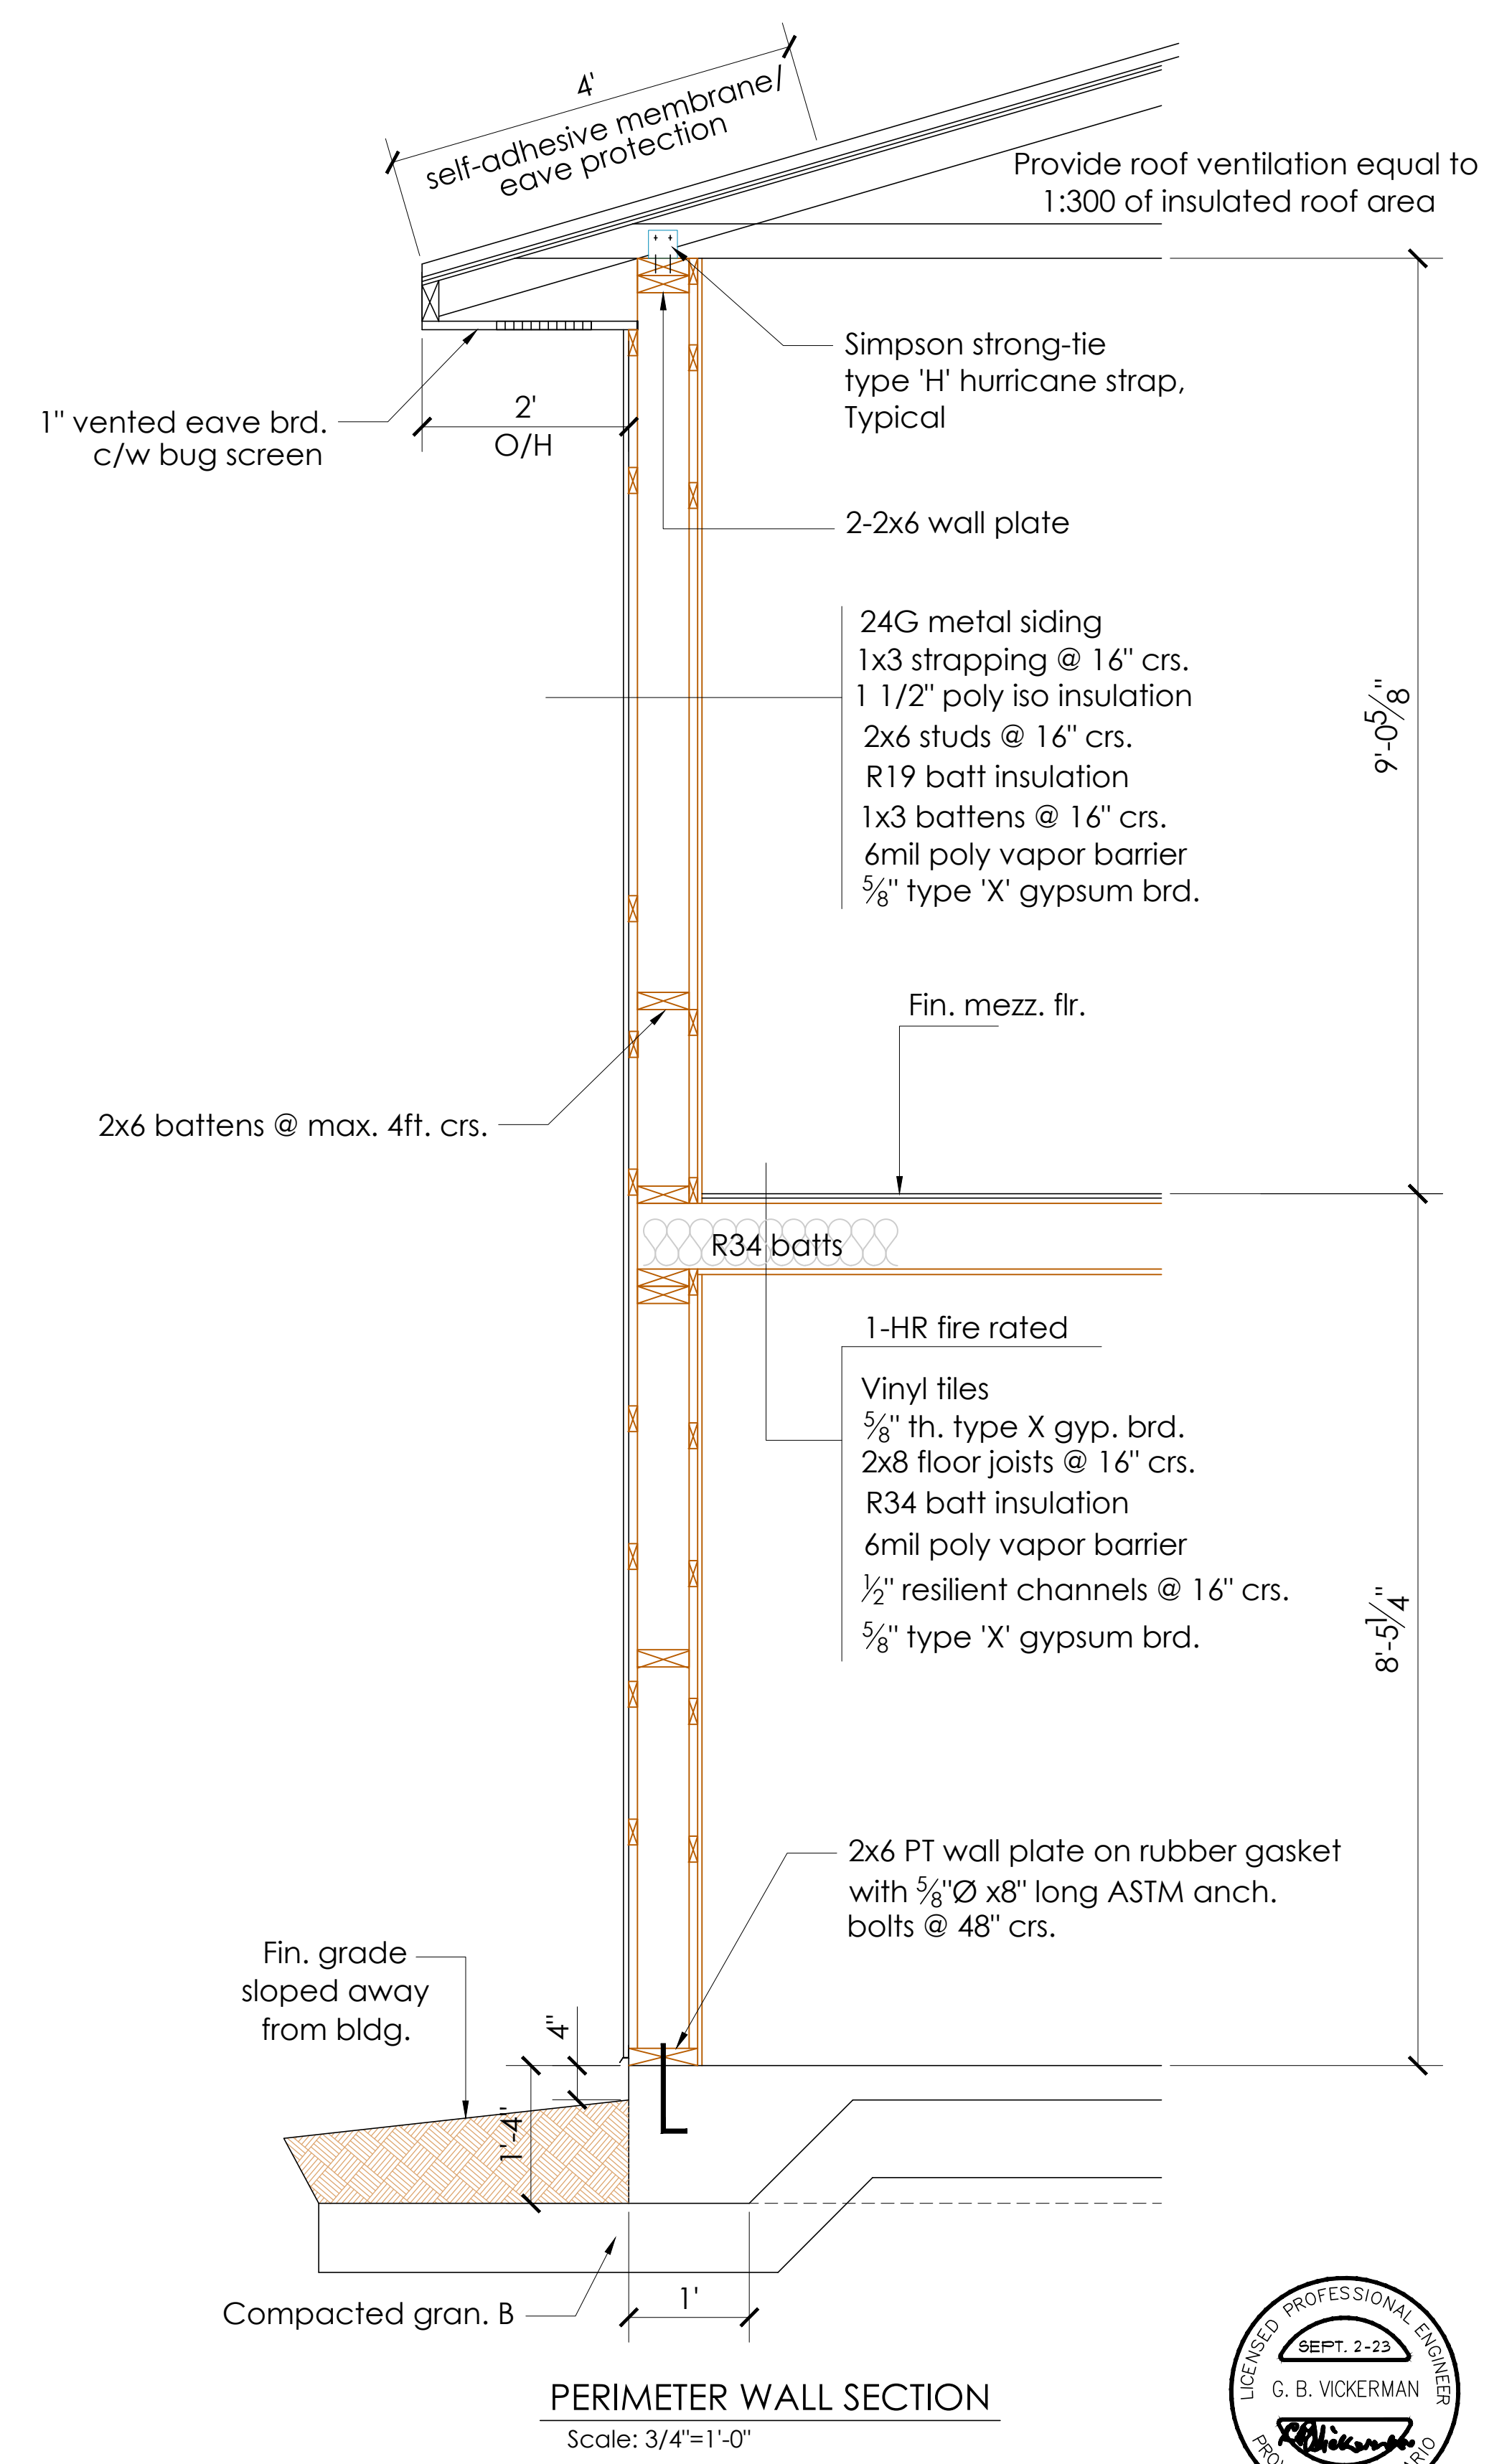 4'
self-adhesive membrane/
eave protection
Provide roof ventilation equal to
1:300 of insulated roof area
Simpson strong-tie
type 'H' hurricane strap,
Typical
1" vented eave brd.
c/w bug screen
2'
O/H
2-2x6 wall plate
24G metal siding
1x3 strapping @ 16" crs.
1 1/2" poly iso insulation
2x6 studs @ 16" crs.
R19 batt insulation
1x3 battens @ 16" crs.
6mil poly vapor barrier
5/8" type 'X' gypsum brd.
9'-0 5/8"
Fin. mezz. flr.
2x6 battens @ max. 4ft. crs.
R34 batts
1-HR fire rated
Vinyl tiles
5/8" th. type X gyp. brd.
2x8 floor joists @ 16" crs.
R34 batt insulation
6mil poly vapor barrier
1/2" resilient channels @ 16" crs.
5/8" type 'X' gypsum brd.
8'-5 1/4"
2x6 PT wall plate on rubber gasket
with 5/8"Ø x8" long ASTM anch.
bolts @ 48" crs.
Fin. grade
sloped away
from bldg.
4"
1'-4"
Compacted gran. B
1'
PERIMETER WALL SECTION
Scale: 3/4"=1'-0"
LICENSED PROFESSIONAL ENGINEER
SEPT. 2-23
G. B. VICKERMAN